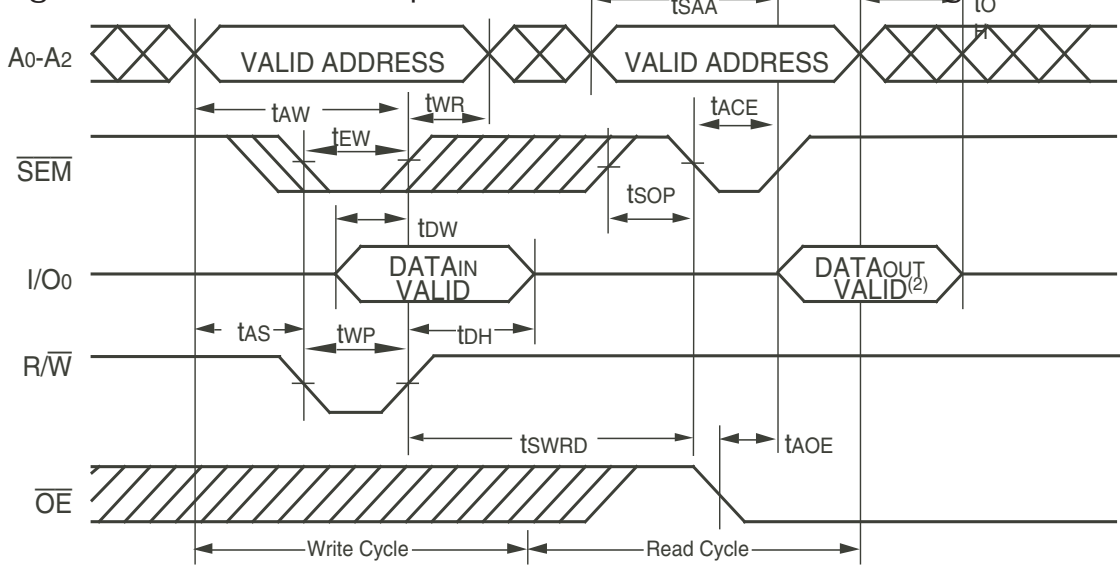 tSAA
tOH
A0-A2
VALID ADDRESS
VALID ADDRESS
tAW
tWR
tACE
tEW
SEM
tSOP
tDW
I/O0
DATAIN
VALID
DATAOUT
VALID(2)
tAS
tWP
tDH
R/W
tSWRD
tAOE
OE
Write Cycle
Read Cycle